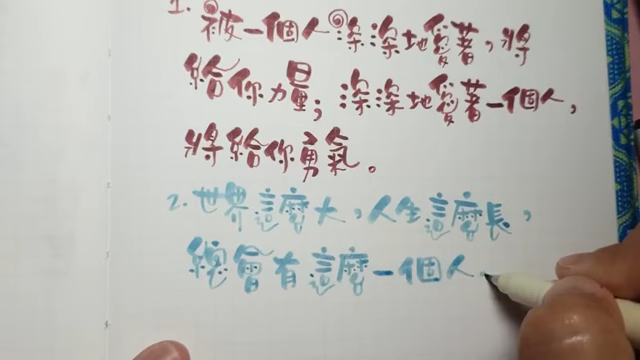 1. 被一個人深深地愛著，將
給你力量；深深地愛著一個人，
將給你勇氣。
2. 世界這麼大，人生這麼長，
總會有這麼一個人，